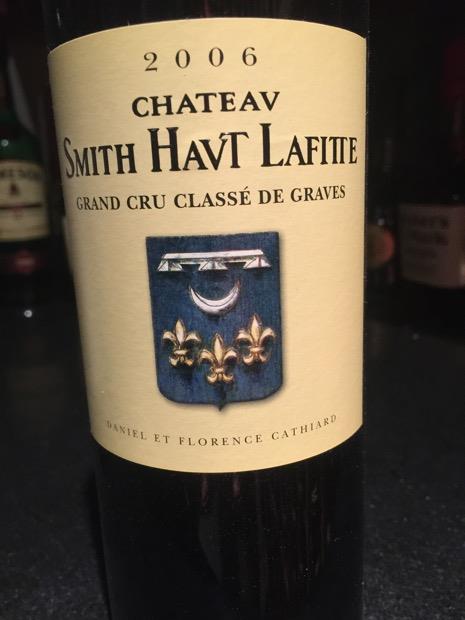 2006
CHATEAV
SMITH HAVT LAFITTE
GRAND CRU CLASSÉ DE GRAVES
DANIEL ET FLORENCE CATHIARD